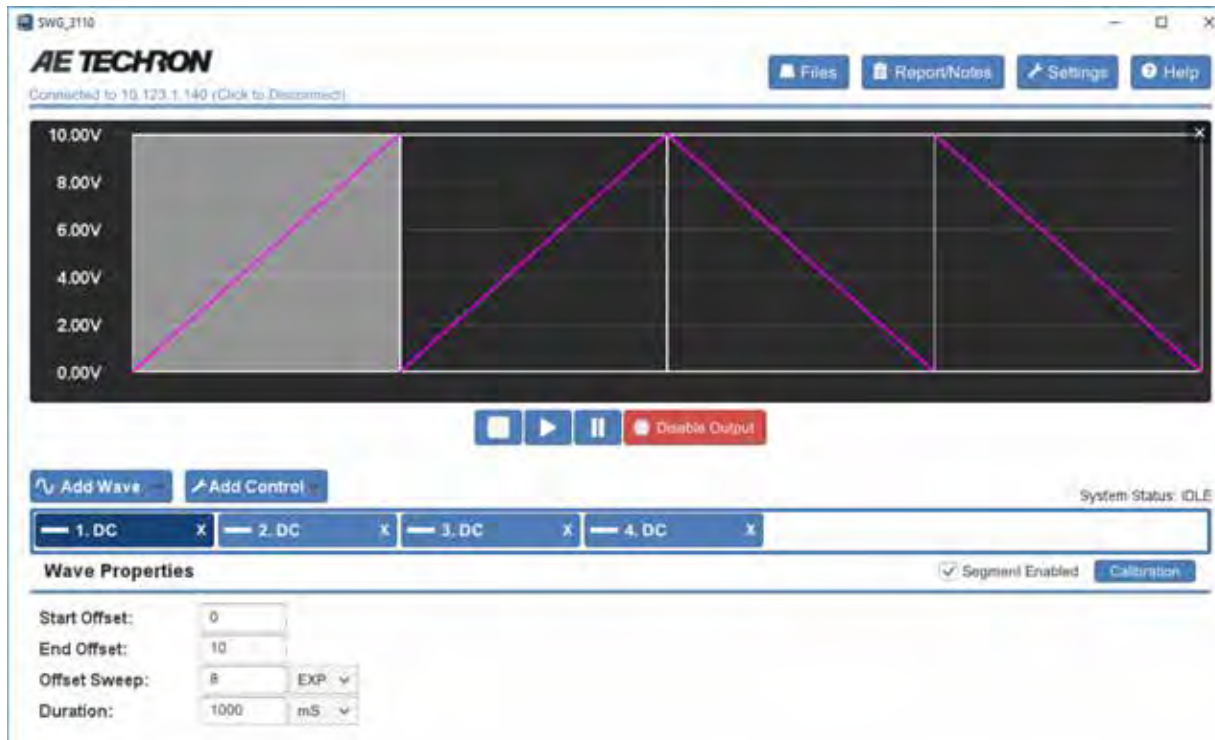 SWG_3110
AE TECHRON
Files Report/Notes Settings Help
Connected to 10.123.1.140 (Click to Disconnect)
10.00V
8.00V
6.00V
4.00V
2.00V
0.00V
Disable Output
Add Wave Add Control
System Status: IDLE
1. DC X 2. DC X 3. DC X 4. DC X
Wave Properties Segment Enabled Calibration
Start Offset: 0
End Offset: 10
Offset Sweep: 8 EXP
Duration: 1000 mS